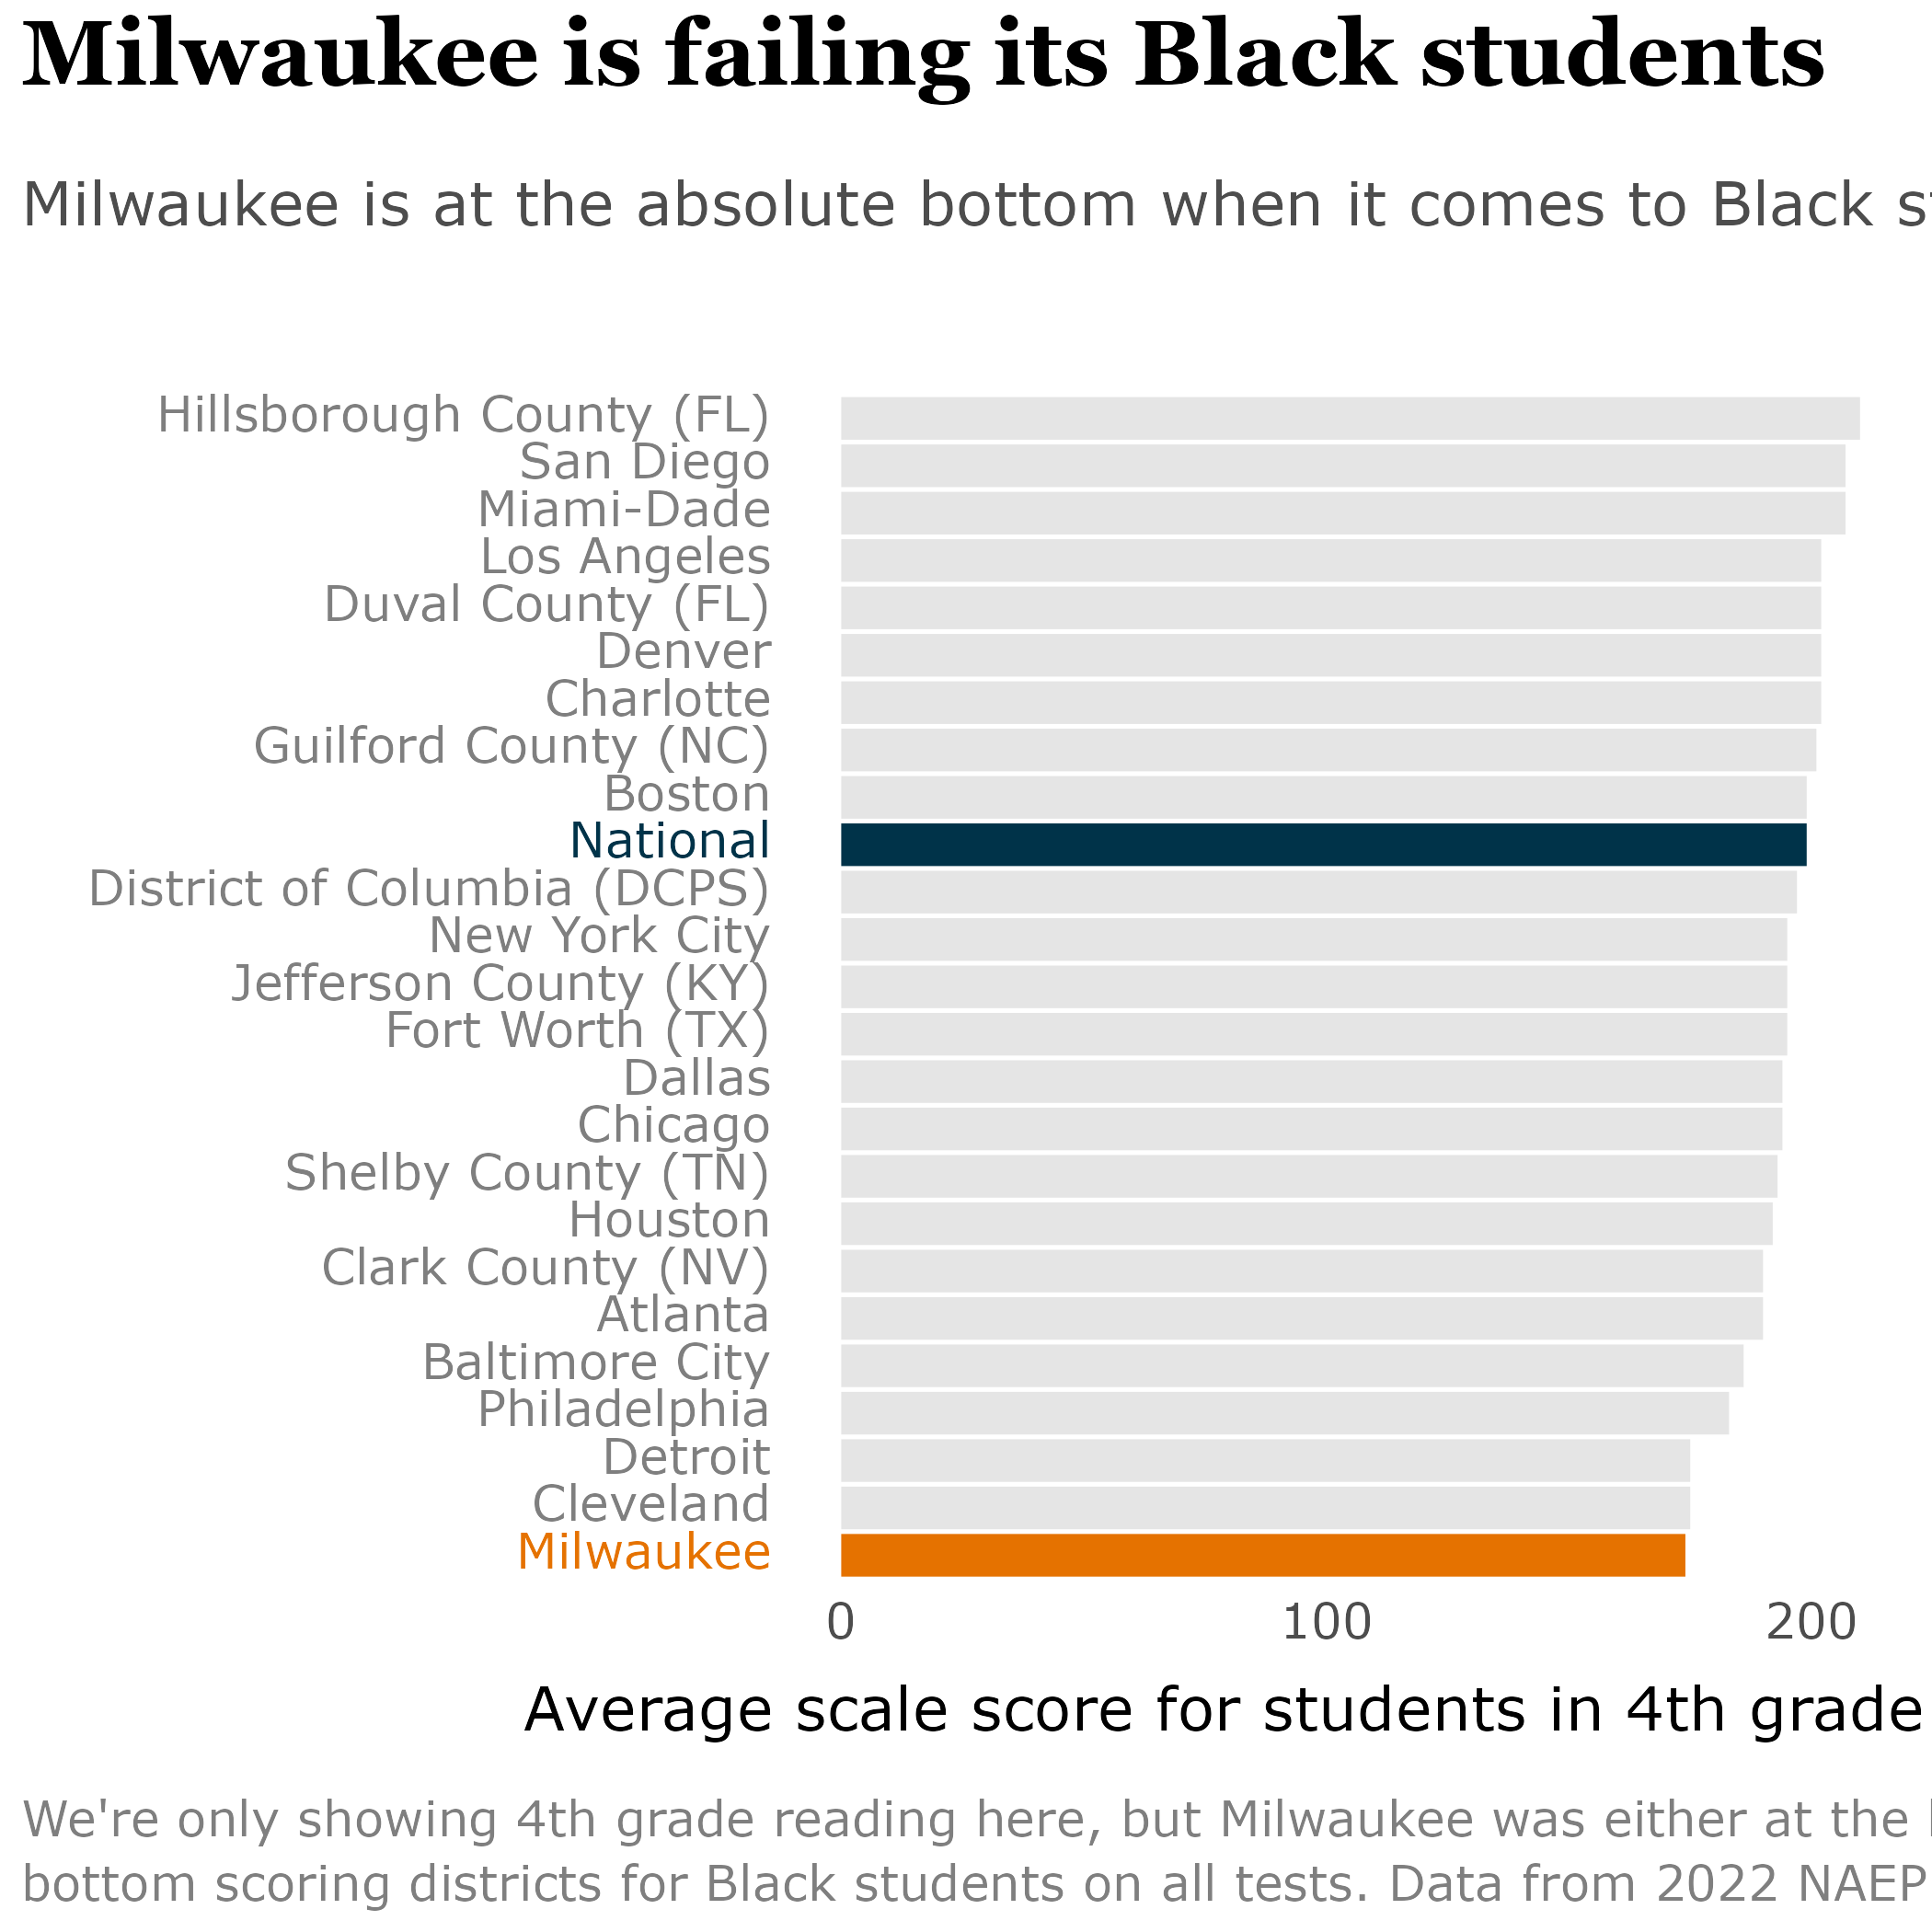 Milwaukee is failing its Black students
Milwaukee is at the absolute bottom when it comes to Black
Hillsborough County (FL)
San Diego
Miami-Dade
Los Angeles
Duval County (FL)
Denver
Charlotte
Guilford County (NC)
Boston
National
District of Columbia (DCPS)
New York City
Jefferson County (KY)
Fort Worth (TX)
Dallas
Chicago
Shelby County (TN)
Houston
Clark County (NV)
Atlanta
Baltimore City
Philadelphia
Detroit
Cleveland
Milwaukee
0 100 200
Average scale score for students in 4th grade
We're only showing 4th grade reading here, but Milwaukee was either at the
bottom scoring districts for Black students on all tests. Data from 2022 NAEP